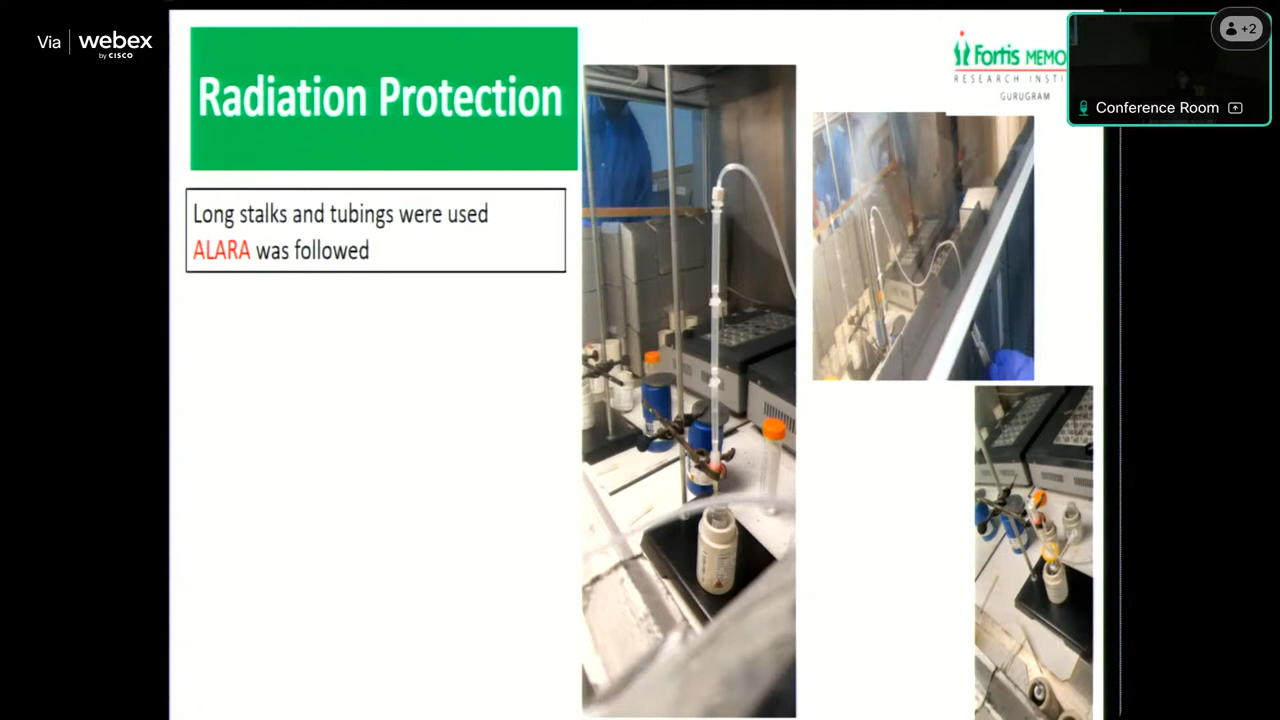 Via webex
by CISCO
+2
Conference Room
Radiation Protection
Fortis MEMO
RESEARCH INSTI
GURUGRAM
Long stalks and tubings were used
ALARA was followed